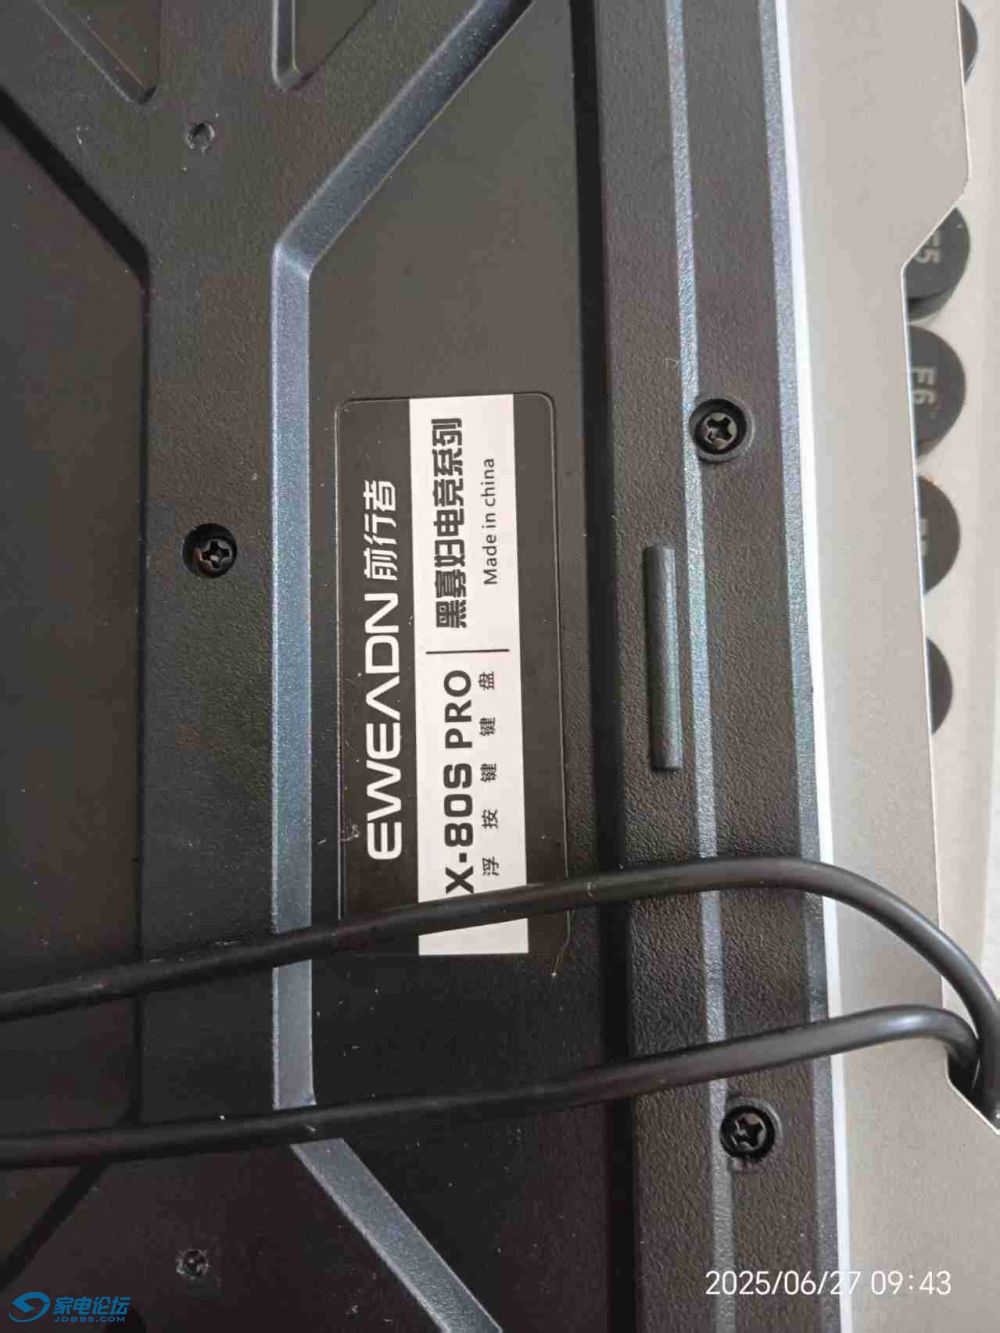 EWEADN 前行者
X-80S PRO
浮按键键盘
黑寡妇电竞系列
Made in china
F5
F6
2025/06/27 09:43
家电论坛
JDBBS.COM